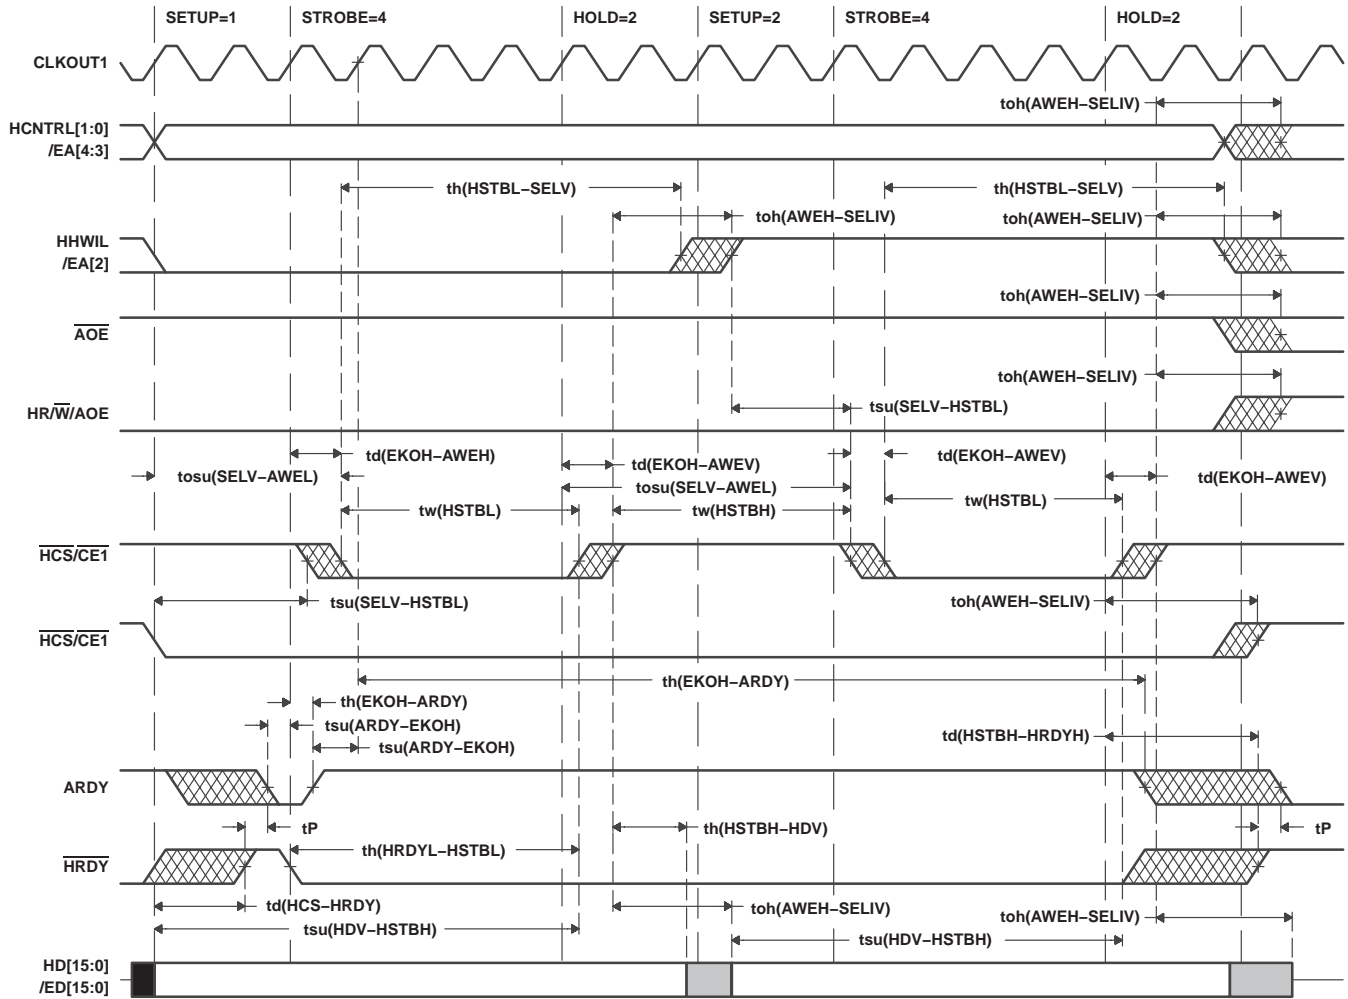 SETUP=1 STROBE=4 HOLD=2 SETUP=2 STROBE=4 HOLD=2
CLKOUT1
toh(AWEH–SELIV)
HCNTRL[1:0]
/EA[4:3]
th(HSTBL–SELV) th(HSTBL–SELV)
toh(AWEH–SELIV) toh(AWEH–SELIV)
HHWIL
/EA[2]
toh(AWEH–SELIV)
AOE
toh(AWEH–SELIV)
HR/W/AOE
tsu(SELV–HSTBL)
td(EKOH–AWEH) td(EKOH–AWEV) td(EKOH–AWEV)
tosu(SELV–AWEL) tosu(SELV–AWEL) td(EKOH–AWEV)
tw(HSTBL) tw(HSTBH) tw(HSTBL)
HCS/CE1
tsu(SELV–HSTBL) toh(AWEH–SELIV)
HCS/CE1
th(EKOH–ARDY)
th(EKOH–ARDY)
tsu(ARDY–EKOH)
tsu(ARDY–EKOH) td(HSTBH–HRDYH)
ARDY
tP th(HSTBH–HDV) tP
th(HRDYL–HSTBL)
HRDY
td(HCS–HRDY) toh(AWEH–SELIV) toh(AWEH–SELIV)
tsu(HDV–HSTBH) tsu(HDV–HSTBH)
HD[15:0]
/ED[15:0]